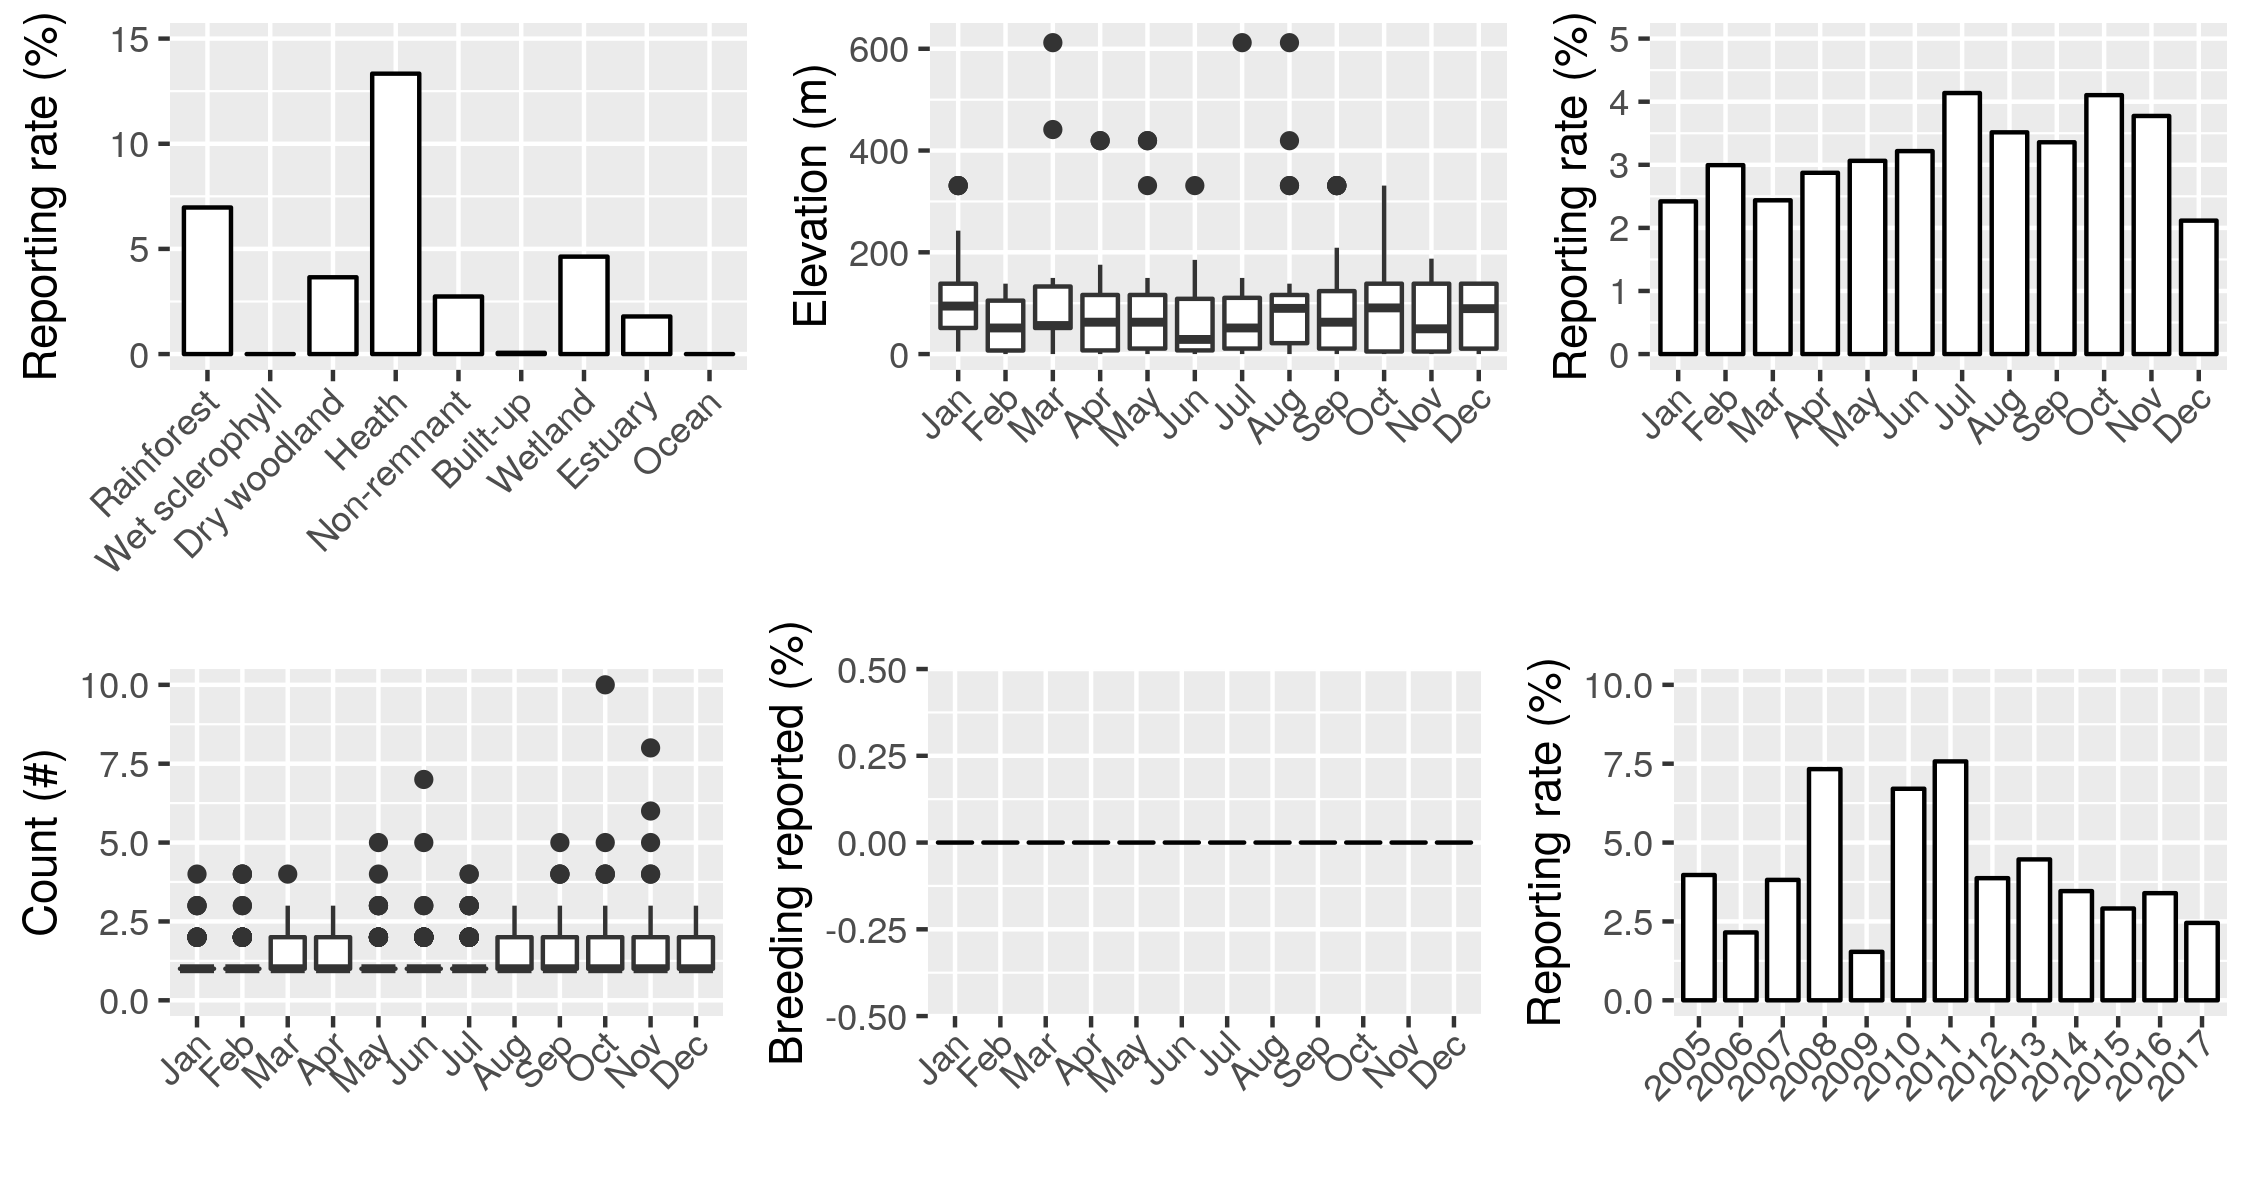 Reporting rate (%)
15
10
5
0
Rainforest
Wet sclerophyll
Dry woodland
Heath
Non-remnant
Built-up
Wetland
Estuary
Ocean
Elevation (m)
600
400
200
0
Jan
Feb
Mar
Apr
May
Jun
Jul
Aug
Sep
Oct
Nov
Dec
Reporting rate (%)
5
4
3
2
1
0
Jan
Feb
Mar
Apr
May
Jun
Jul
Aug
Sep
Oct
Nov
Dec
Count (#)
10.0
7.5
5.0
2.5
0.0
Jan
Feb
Mar
Apr
May
Jun
Jul
Aug
Sep
Oct
Nov
Dec
Breeding reported (%)
0.50
0.25
0.00
-0.25
-0.50
Jan
Feb
Mar
Apr
May
Jun
Jul
Aug
Sep
Oct
Nov
Dec
Reporting rate (%)
10.0
7.5
5.0
2.5
0.0
2005
2006
2007
2008
2009
2010
2011
2012
2013
2014
2015
2016
2017